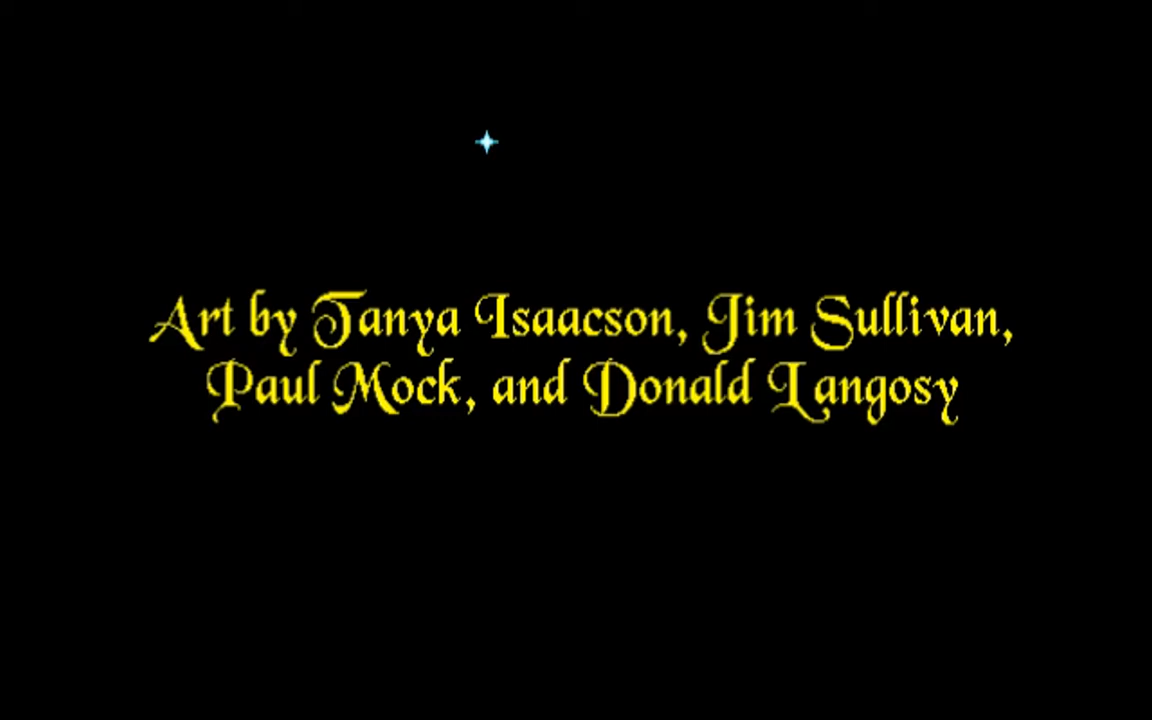 Art by Tanya Isaacson, Jim Sullivan,
Paul Mock, and Donald Langosy